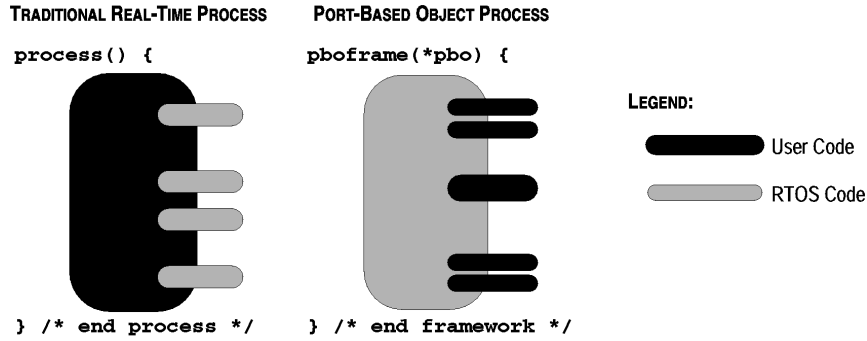 TRADITIONAL REAL-TIME PROCESS
PORT-BASED OBJECT PROCESS
process() {
pboframe(*pbo) {
LEGEND:
User Code
RTOS Code
} /* end process */
} /* end framework */